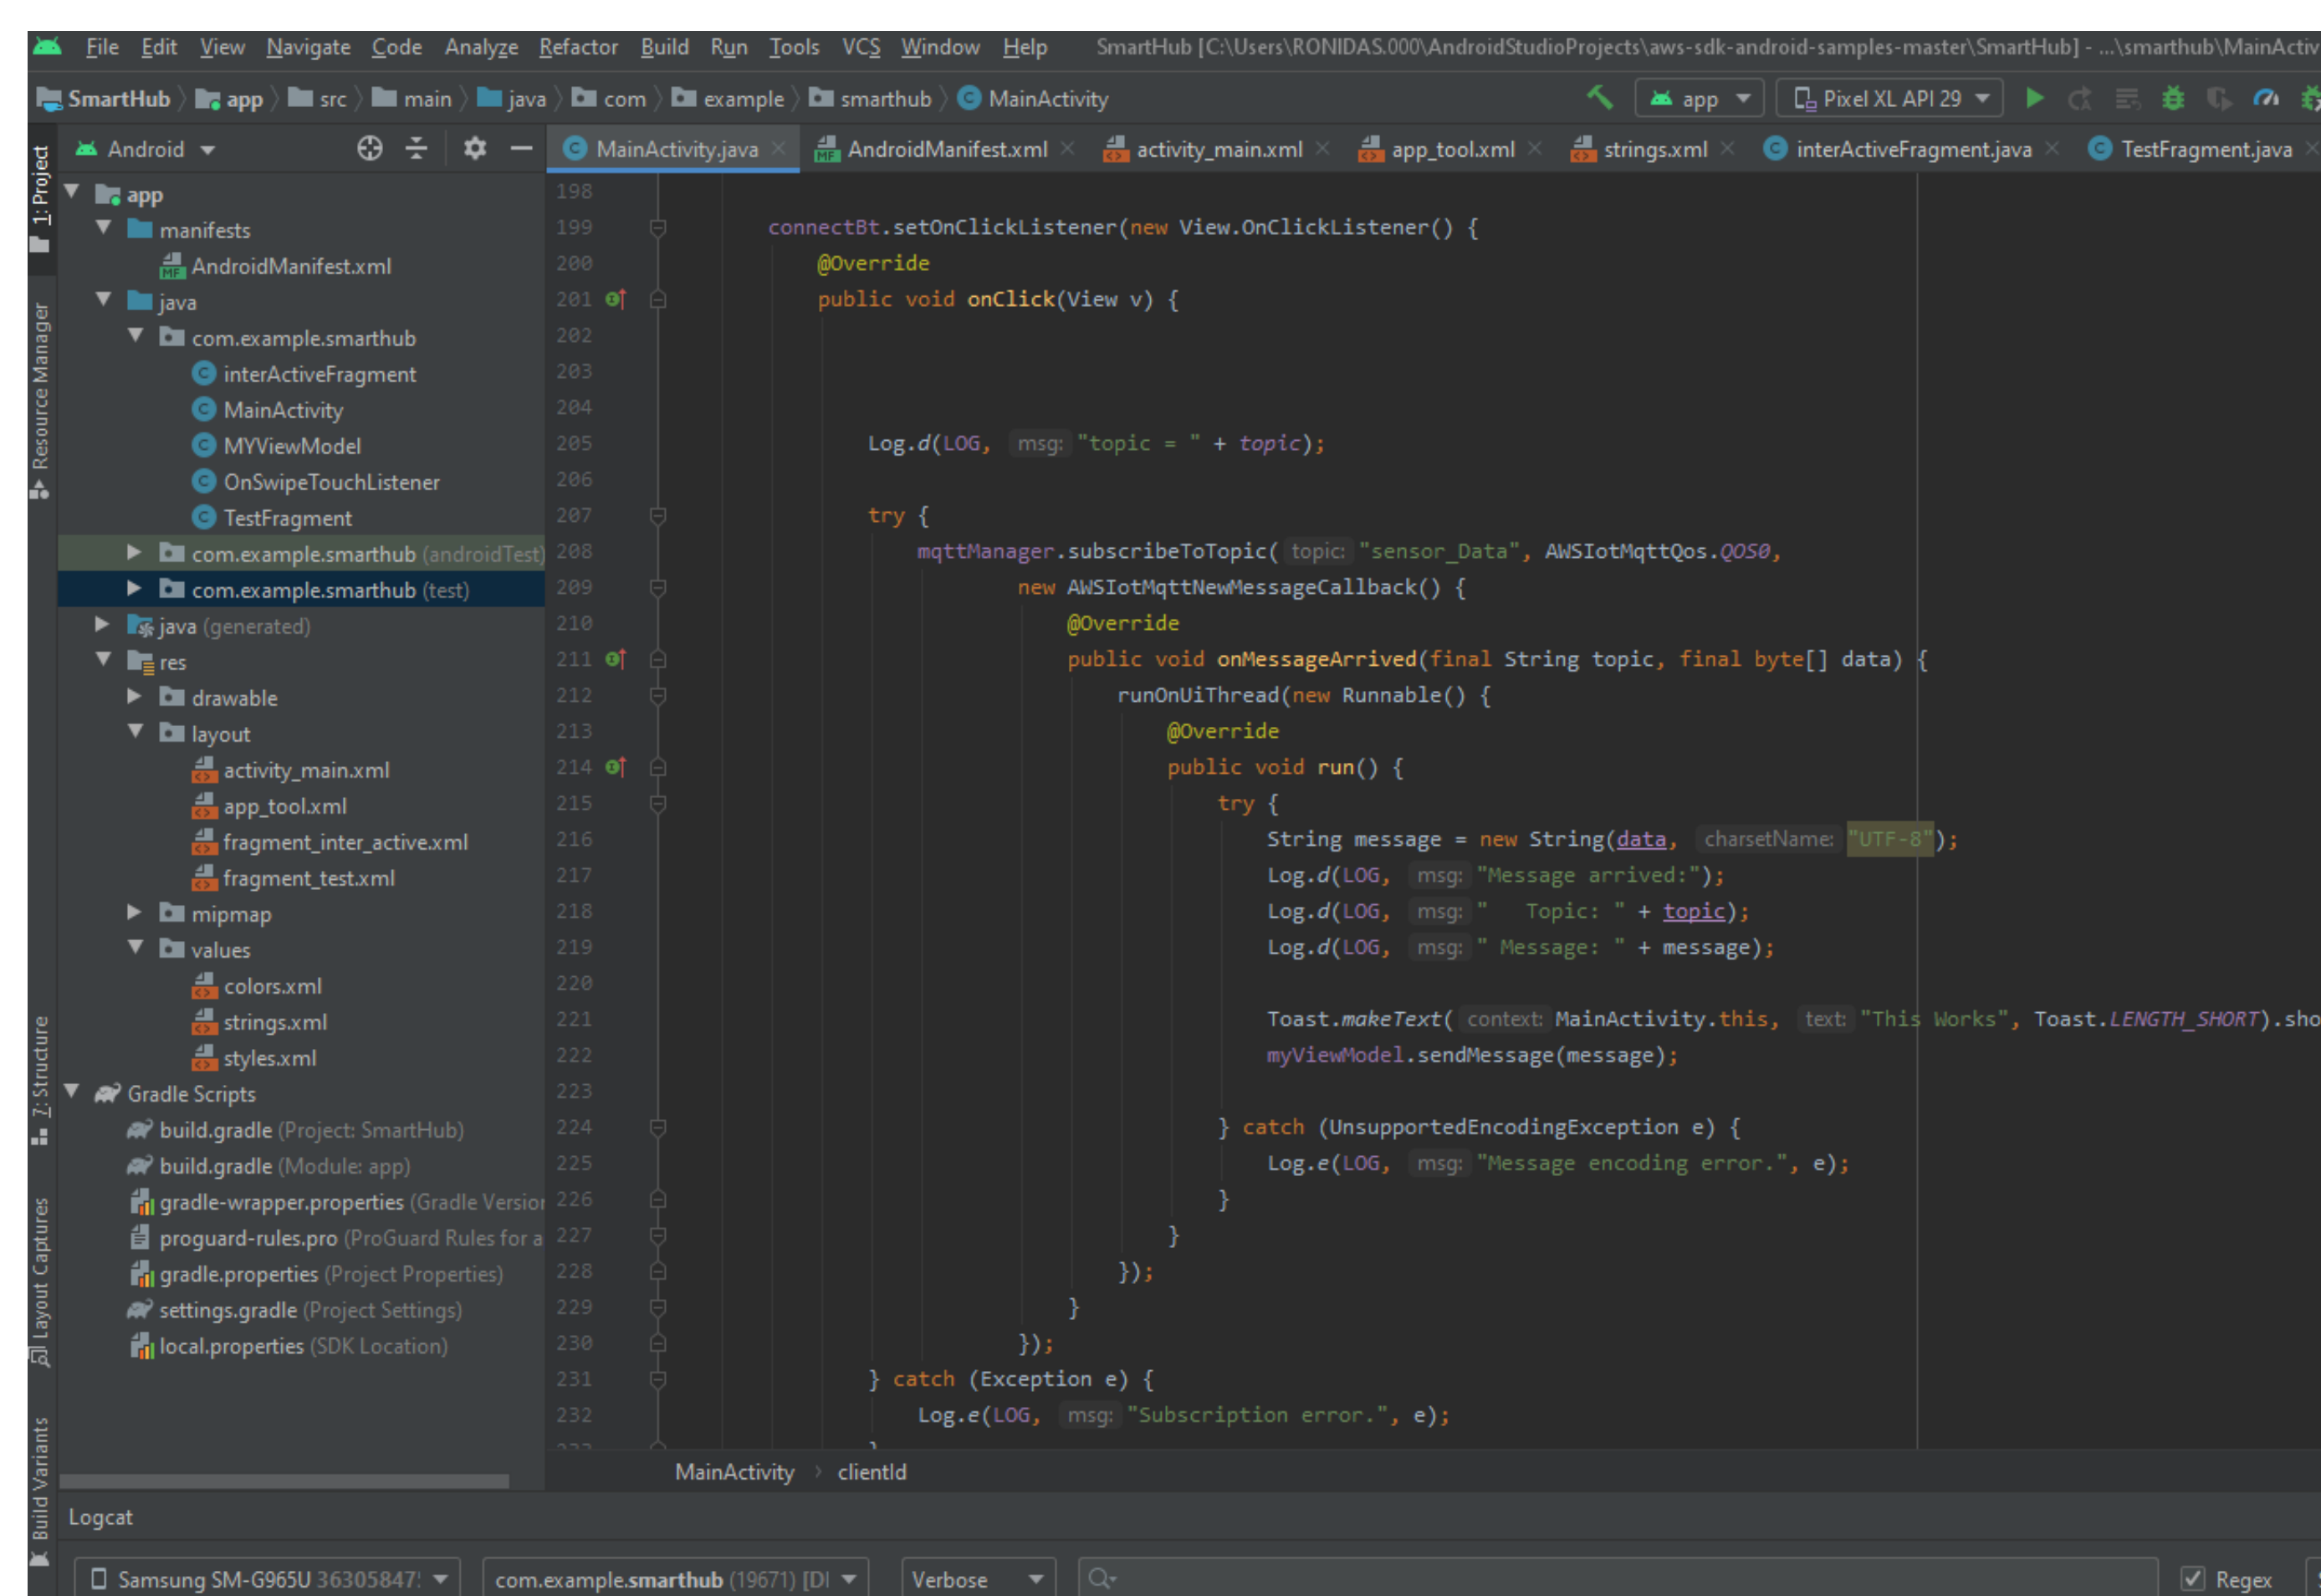 File Edit View Navigate Code Analyze Refactor Build Run Tools VCS Window Help SmartHub [C:\Users\RONIDAS.000\AndroidStudioProjects\aws-sdk-android-samples-master\SmartHub] - ...\smarthub\MainActiv
SmartHub app src main java com example smarthub MainActivity app Pixel XL API 29
Android
MainActivity.java AndroidManifest.xml activity_main.xml app_tool.xml strings.xml interActiveFragment.java TestFragment.java
1: Project
Resource Manager
7: Structure
Layout Captures
Build Variants
app
manifests
AndroidManifest.xml
java
com.example.smarthub
interActiveFragment
MainActivity
MYViewModel
OnSwipeTouchListener
TestFragment
com.example.smarthub (androidTest)
com.example.smarthub (test)
java (generated)
res
drawable
layout
activity_main.xml
app_tool.xml
fragment_inter_active.xml
fragment_test.xml
mipmap
values
colors.xml
strings.xml
styles.xml
Gradle Scripts
build.gradle (Project: SmartHub)
build.gradle (Module: app)
gradle-wrapper.properties (Gradle Version
proguard-rules.pro (ProGuard Rules for a
gradle.properties (Project Properties)
settings.gradle (Project Settings)
local.properties (SDK Location)
198
199 connectBt.setOnClickListener(new View.OnClickListener() {
200 @Override
201 public void onClick(View v) {
202
203
204
205 Log.d(LOG, msg: "topic = " + topic);
206
207 try {
208 mqttManager.subscribeToTopic( topic: "sensor_Data", AWSIotMqttQos.QOS0,
209 new AWSIotMqttNewMessageCallback() {
210 @Override
211 public void onMessageArrived(final String topic, final byte[] data) {
212 runOnUiThread(new Runnable() {
213 @Override
214 public void run() {
215 try {
216 String message = new String(data, charsetName: "UTF-8");
217 Log.d(LOG, msg: "Message arrived:");
218 Log.d(LOG, msg: "   Topic: " + topic);
219 Log.d(LOG, msg: " Message: " + message);
220
221 Toast.makeText( context: MainActivity.this, text: "This Works", Toast.LENGTH_SHORT).sho
222 myViewModel.sendMessage(message);
223
224 } catch (UnsupportedEncodingException e) {
225 Log.e(LOG, msg: "Message encoding error.", e);
226 }
227 }
228 });
229 }
230 });
231 } catch (Exception e) {
232 Log.e(LOG, msg: "Subscription error.", e);
233 }
MainActivity > clientId
Logcat
Samsung SM-G965U 36305847 com.example.smarthub (19671) [D Verbose Regex